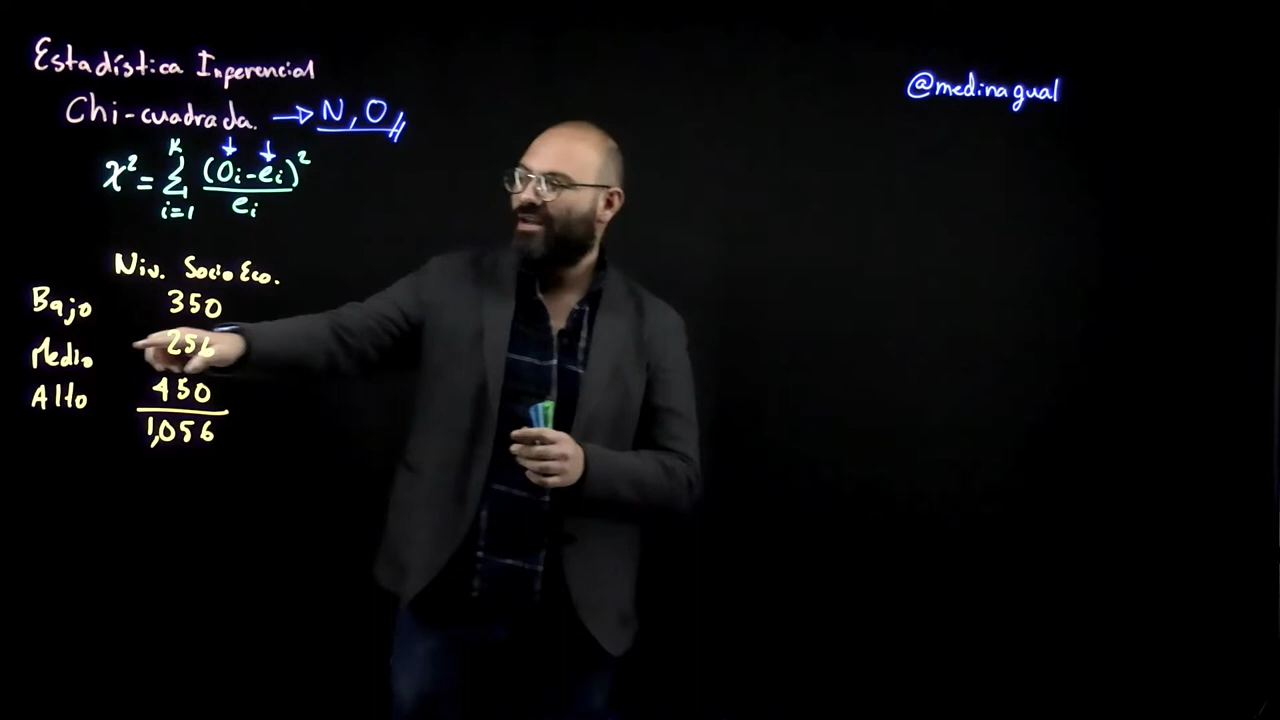 Estadística Inferencial
@medinagual
Chi-cuadrada. → N, O
χ² = Σ (Oi - ei)² / ei
K
i=1
Niv. Socio Eco.
Bajo 350
Medio 256
Alto 450
1,056